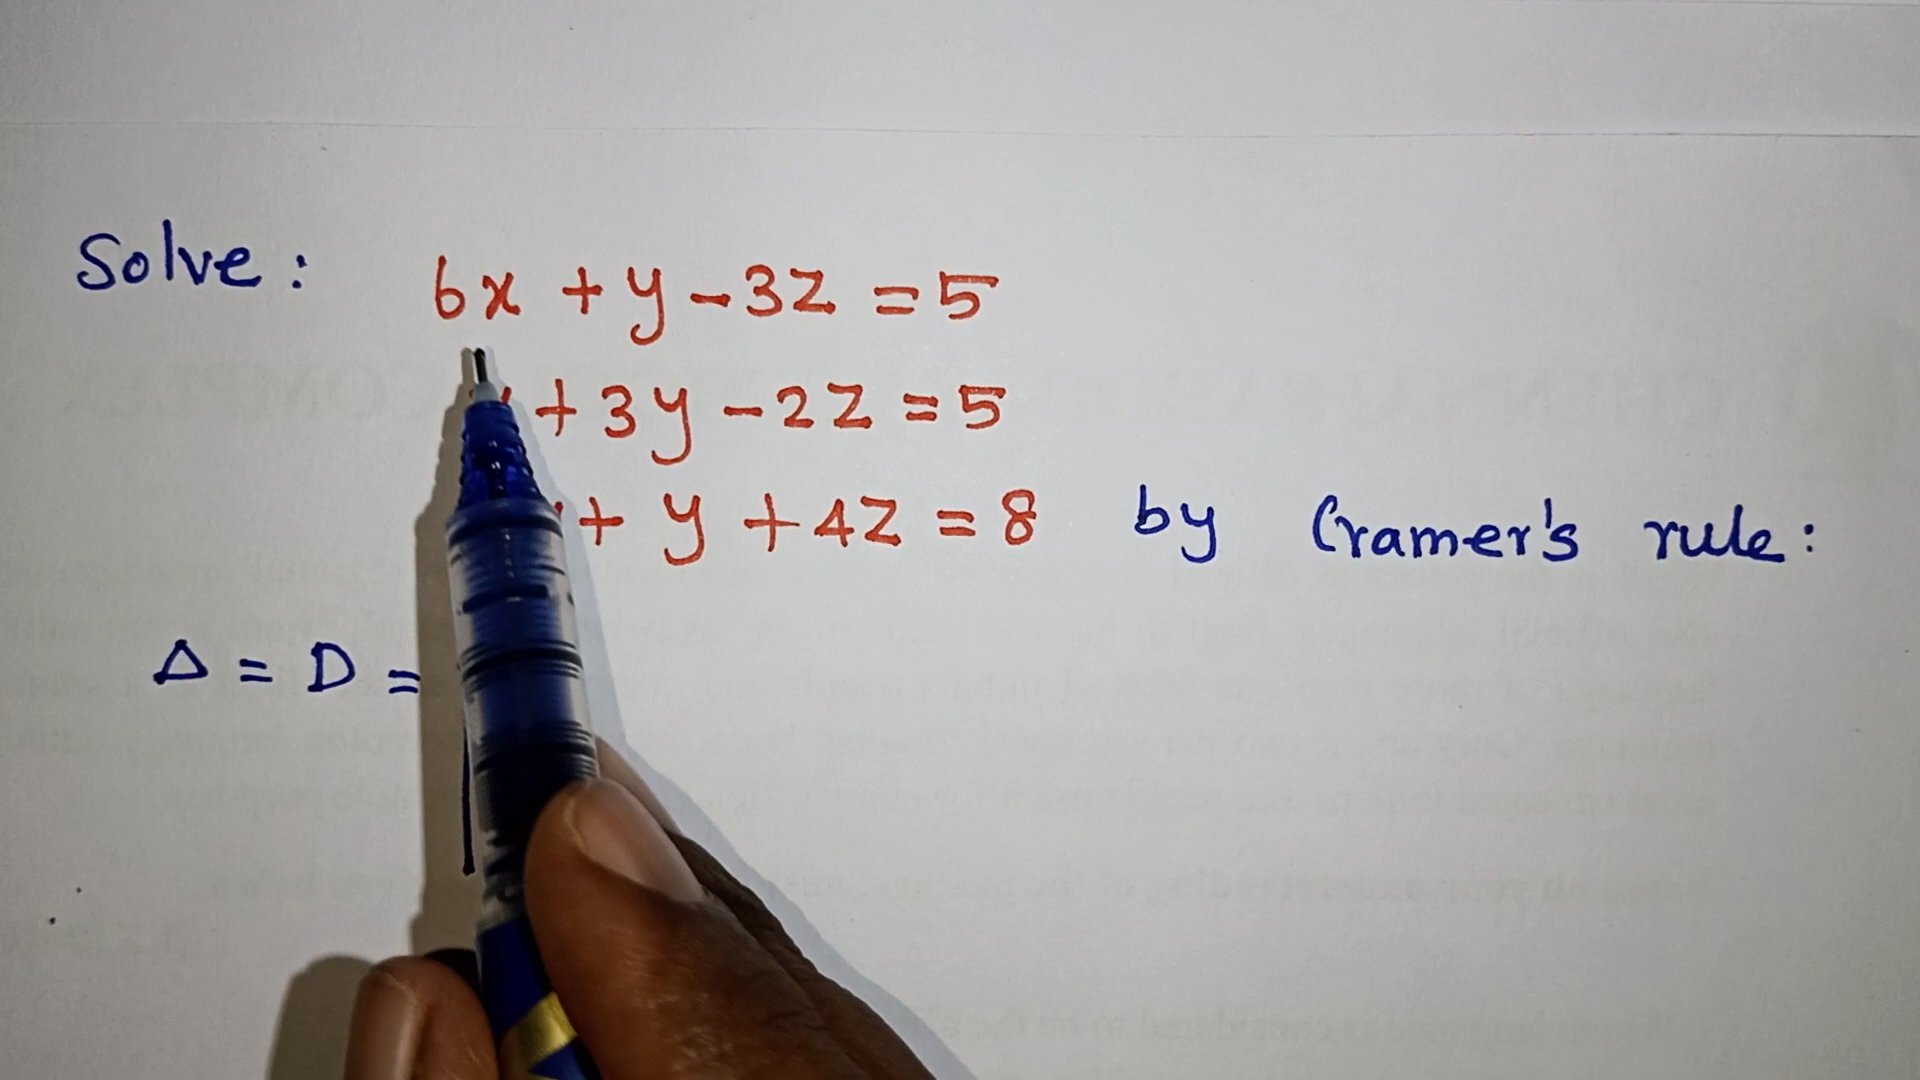 Solve: 6x + y - 3z = 5
+ 3y - 2z = 5
+ y + 4z = 8 by Cramer's rule:
Δ = D =